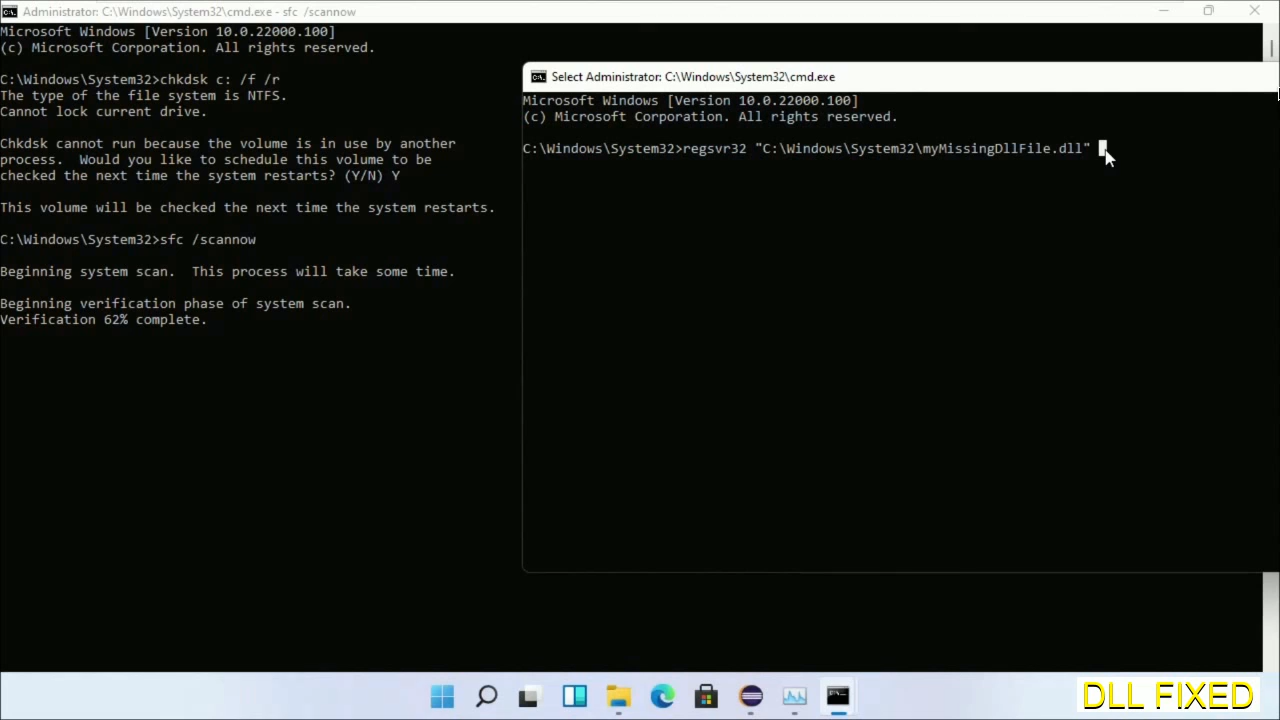 Administrator: C:\Windows\System32\cmd.exe - sfc /scannow
Microsoft Windows [Version 10.0.22000.100]
(c) Microsoft Corporation. All rights reserved.
C:\Windows\System32>chkdsk c: /f /r
The type of the file system is NTFS.
Cannot lock current drive.
Chkdsk cannot run because the volume is in use by another
process.  Would you like to schedule this volume to be
checked the next time the system restarts? (Y/N) Y
This volume will be checked the next time the system restarts.
C:\Windows\System32>sfc /scannow
Beginning system scan.  This process will take some time.
Beginning verification phase of system scan.
Verification 62% complete.
Select Administrator: C:\Windows\System32\cmd.exe
Microsoft Windows [Version 10.0.22000.100]
(c) Microsoft Corporation. All rights reserved.
C:\Windows\System32>regsvr32 "C:\Windows\System32\myMissingDllFile.dll"
DLL FIXED